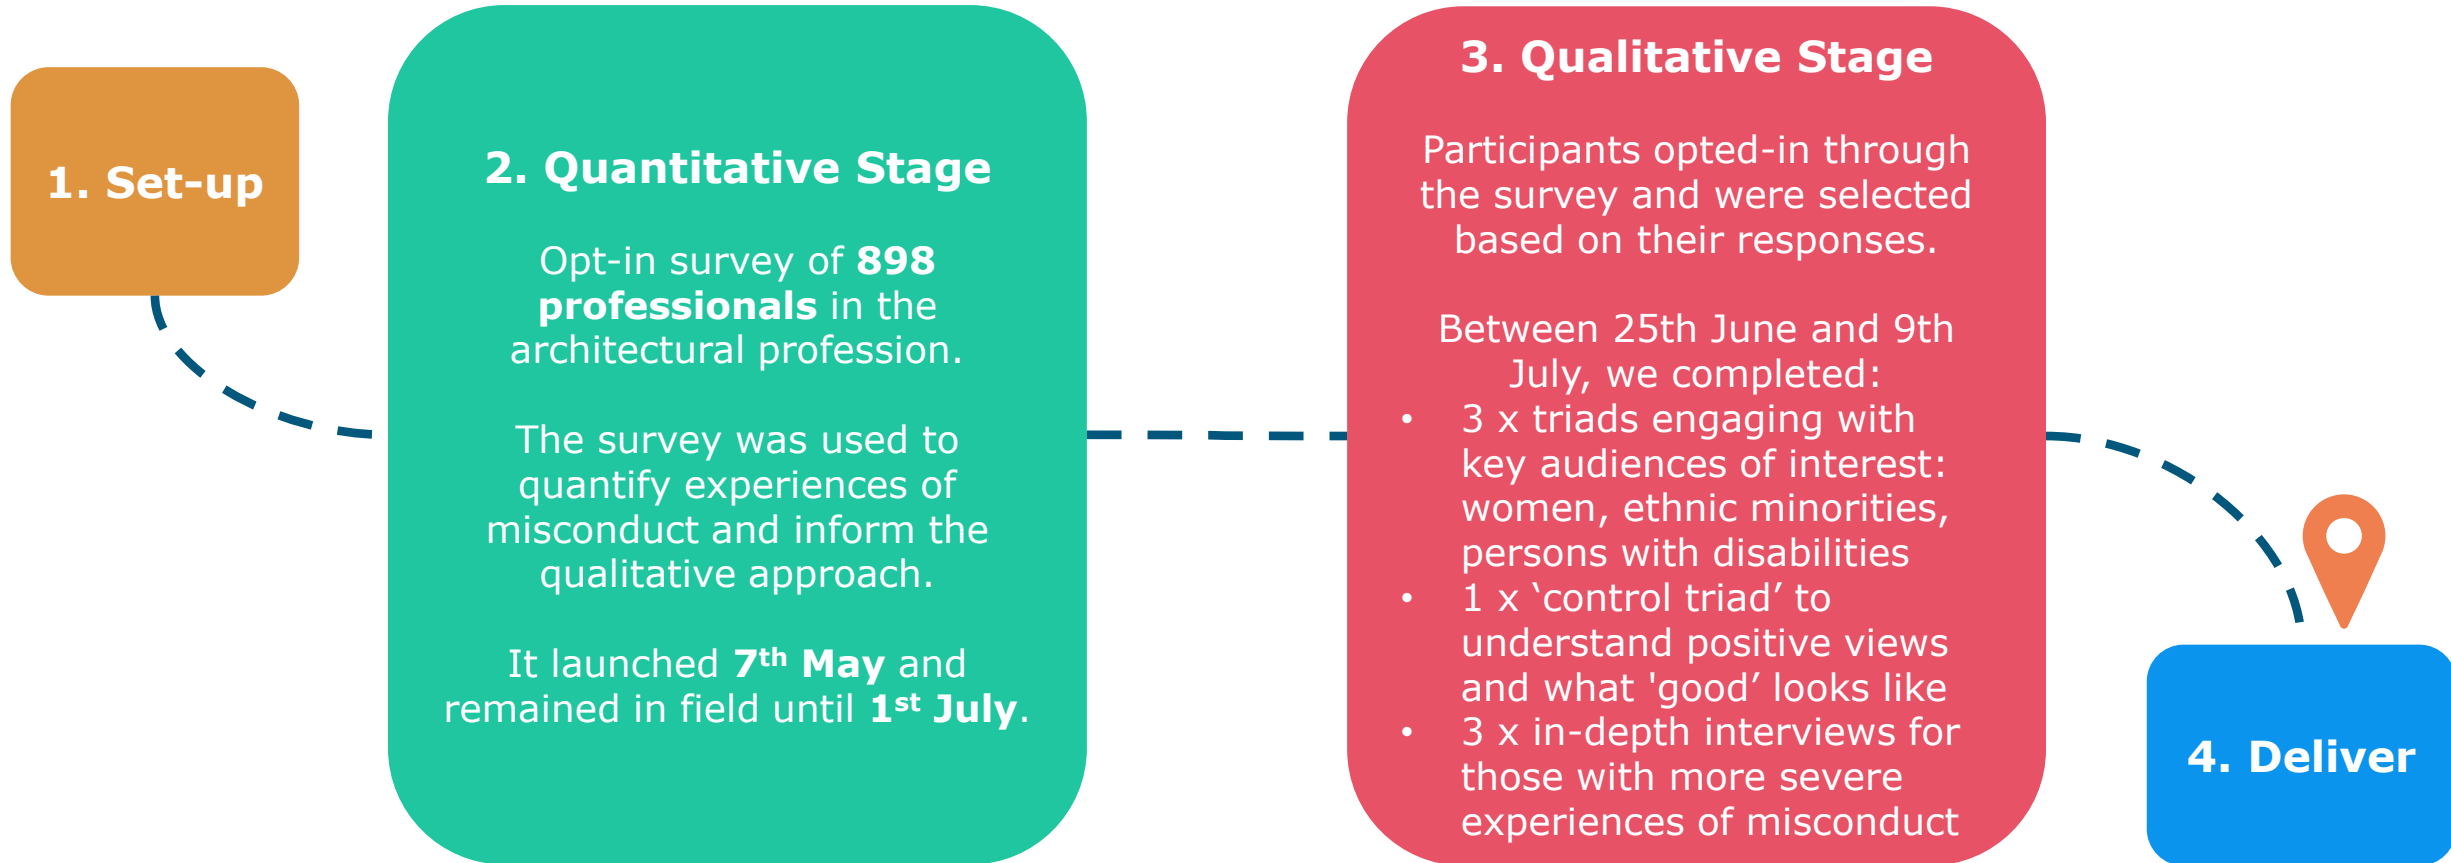 1. Set-up
2. Quantitative Stage
Opt-in survey of 898
professionals in the
architectural profession.
The survey was used to
quantify experiences of
misconduct and inform the
qualitative approach.
It launched 7th May and
remained in field until 1st July.
3. Qualitative Stage
Participants opted-in through
the survey and were selected
based on their responses.
Between 25th June and 9th
July, we completed:
• 3 x triads engaging with
key audiences of interest:
women, ethnic minorities,
persons with disabilities
• 1 x ‘control triad’ to
understand positive views
and what 'good’ looks like
• 3 x in-depth interviews for
those with more severe
experiences of misconduct
4. Deliver